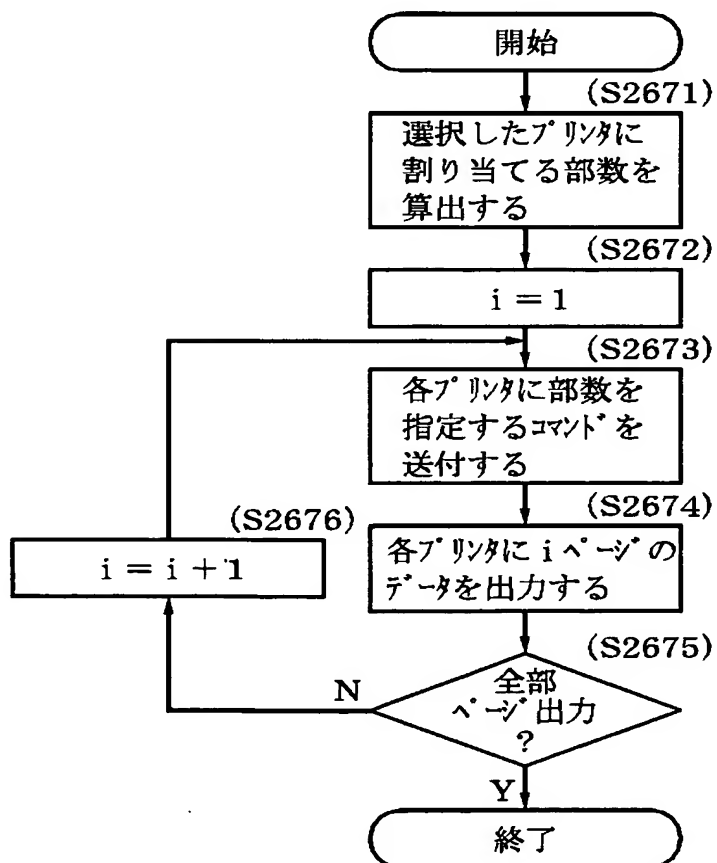 開始
(S2671)
選択したプリンタに
割り当てる部数を
算出する
(S2672)
i = 1
(S2673)
各プリンタに部数を
指定するコマンドを
送付する
(S2674)
各プリンタに i ページの
データを出力する
(S2675)
全部
ページ出力
?
N
(S2676)
i = i + 1
Y
終了